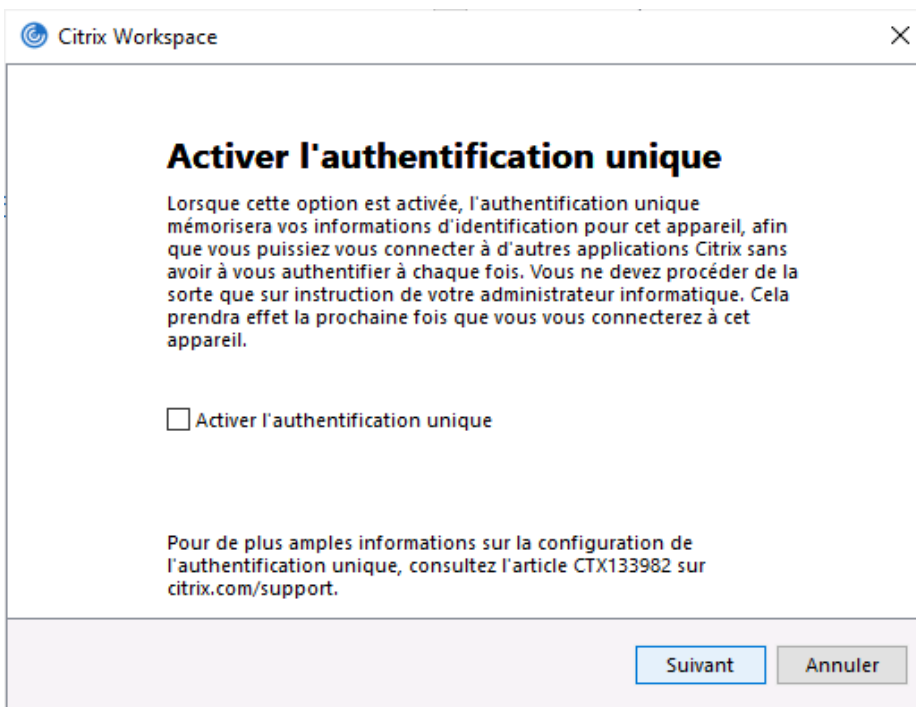 Citrix Workspace
Activer l'authentification unique
Lorsque cette option est activée, l'authentification unique
mémorisera vos informations d'identification pour cet appareil, afin
que vous puissiez vous connecter à d'autres applications Citrix sans
avoir à vous authentifier à chaque fois. Vous ne devez procéder de la
sorte que sur instruction de votre administrateur informatique. Cela
prendra effet la prochaine fois que vous vous connecterez à cet
appareil.
Activer l'authentification unique
Pour de plus amples informations sur la configuration de
l'authentification unique, consultez l'article CTX133982 sur
citrix.com/support.
Suivant
Annuler